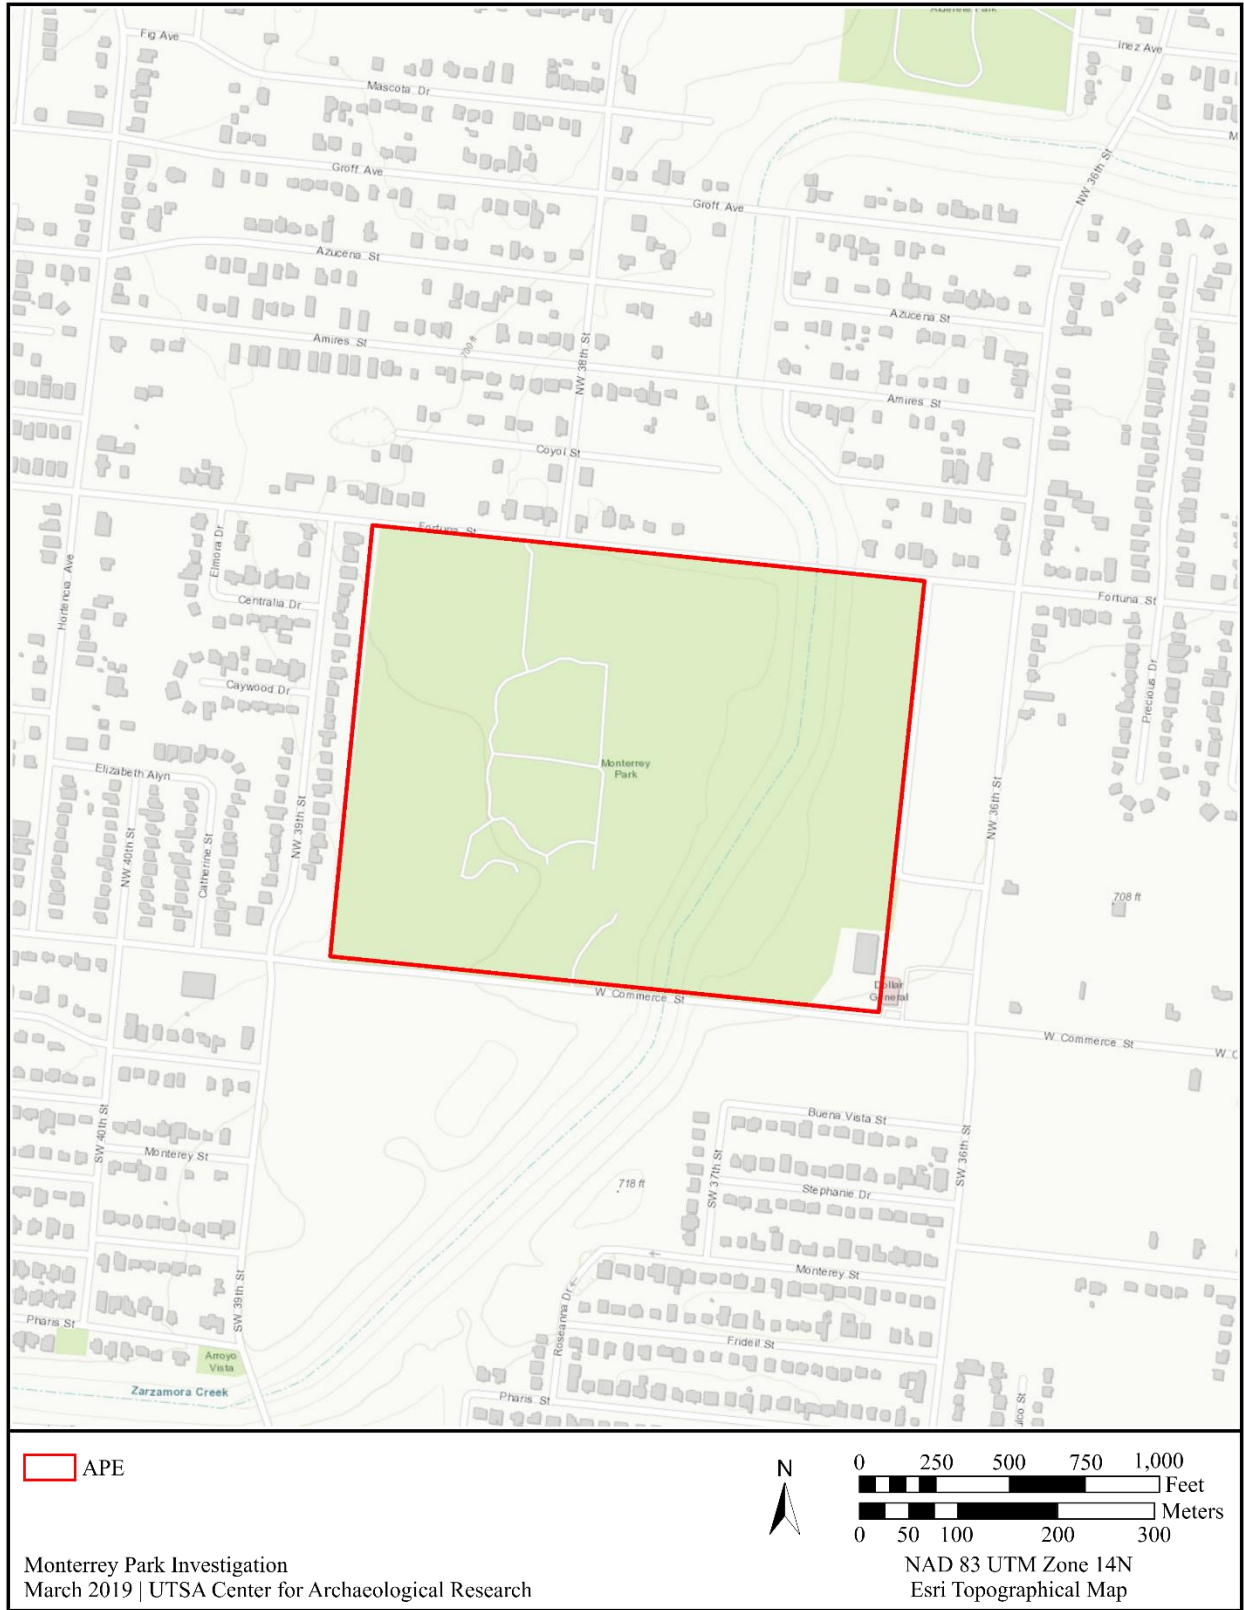 Alderete Park
Fig Ave
Inez Ave
Mascota Dr
M
Groff Ave
NW 36th St
Groff Ave
Azucena St
Azucena St
Amires St
700 ft
NW 38th St
Amires St
Coyol St
Fortuna St
Elmora Dr
Hortencia Ave
Centralia Dr
Fortuna St
Caywood Dr
Precious Dr
Monterrey
Park
Elizabeth Alyn
NW 39th St
NW 40th St
Catherine St
NW 36th St
708 ft
Dollar
General
W Commerce St
W Commerce St
W C
SW 40th St
Buena Vista St
Monterey St
SW 36th St
SW 37th St
718 ft
Stephanie Dr
Monterey St
SW 39th St
Roseanna Dr
Pharis St
Frideil St
Arroyo
Vista
Zarzamora Creek
Pharis St
lco St
APE
N
0 250 500 750 1,000
Feet
Meters
0 50 100 200 300
Monterrey Park Investigation
March 2019 | UTSA Center for Archaeological Research
NAD 83 UTM Zone 14N
Esri Topographical Map